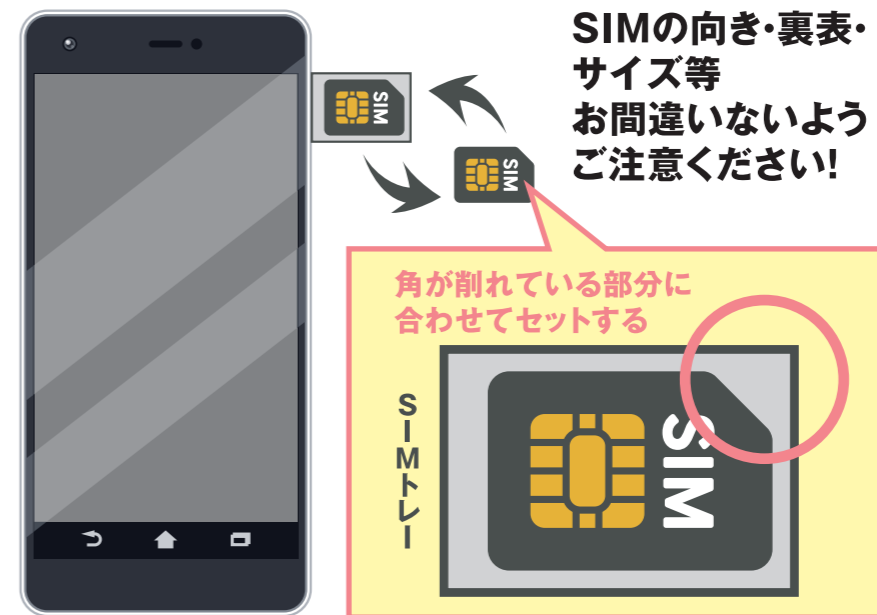 SIMの向き・裏表・
サイズ等
お間違いないよう
ご注意ください!
SIM
SIM
角が削れている部分に
合わせてセットする
SIMトレー
SIM